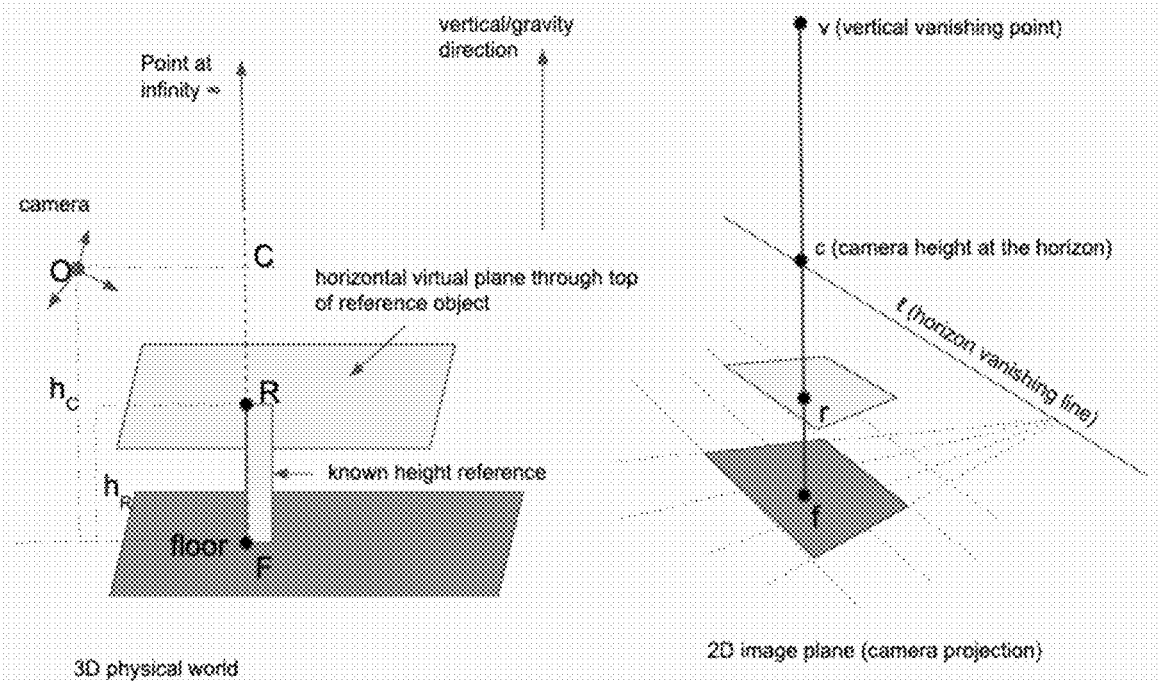 vertical/gravity
direction
Point at
infinity ∞
camera
O
C
horizontal virtual plane through top
of reference object
h_C
R
known height reference
h_R
floor
F
3D physical world
v (vertical vanishing point)
c (camera height at the horizon)
ℓ (horizon vanishing line)
r
f
2D image plane (camera projection)